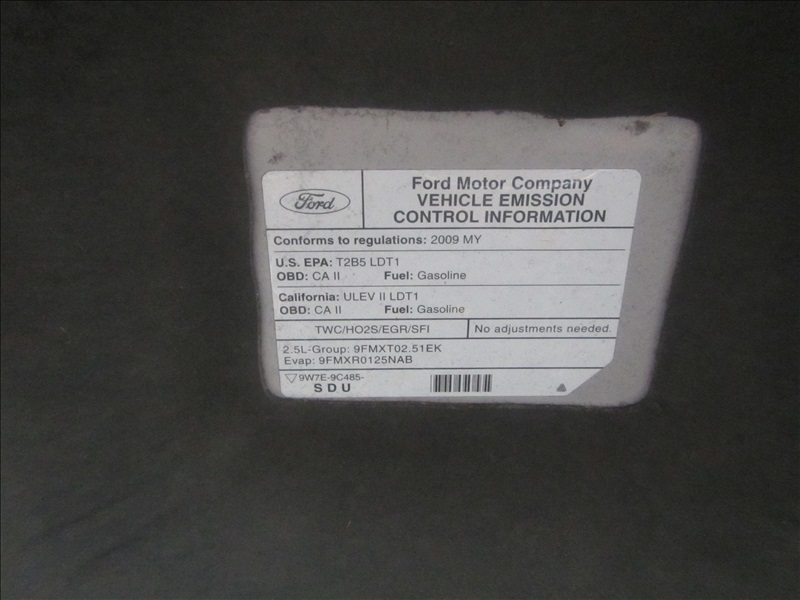 Ford
Ford Motor Company
VEHICLE EMISSION
CONTROL INFORMATION
Conforms to regulations: 2009 MY
U.S. EPA: T2B5 LDT1
OBD: CA II Fuel: Gasoline
California: ULEV II LDT1
OBD: CA II Fuel: Gasoline
TWC/HO2S/EGR/SFI No adjustments needed.
2.5L-Group: 9FMXT02.51EK
Evap: 9FMXR0125NAB
9W7E-9C485-
S D U